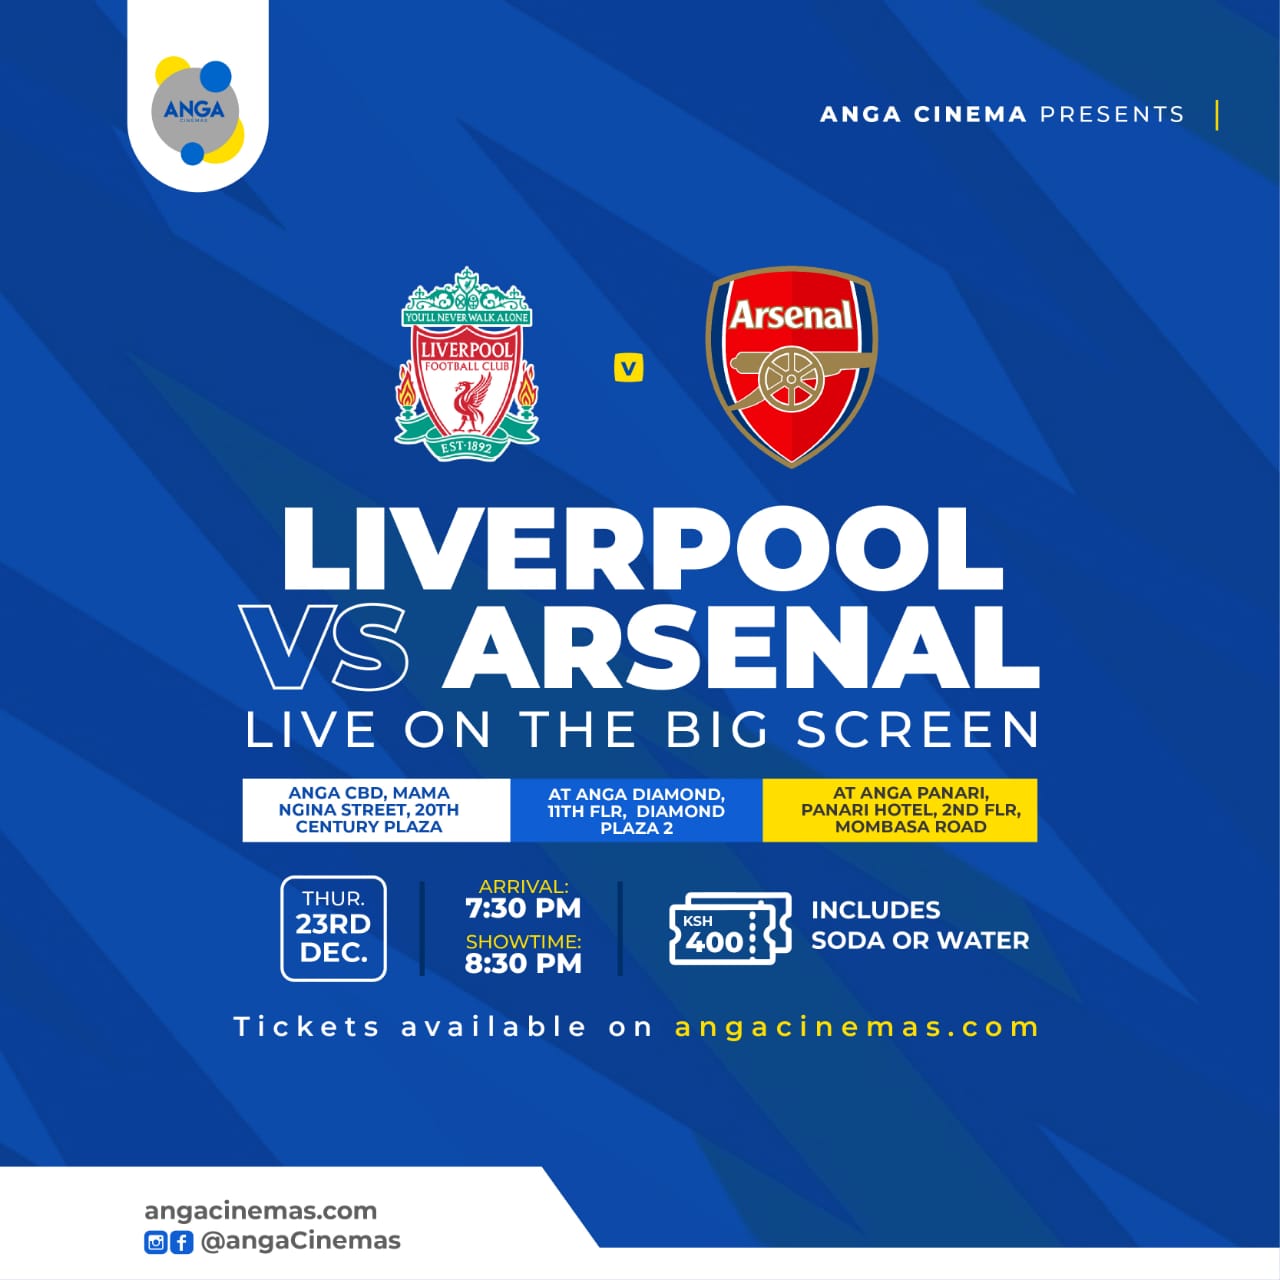 ANGA
CINEMAS
ANGA CINEMA PRESENTS
YOU'LL NEVER WALK ALONE
LIVERPOOL
FOOTBALL CLUB
EST·1892
V
Arsenal
LIVERPOOL
VS ARSENAL
LIVE ON THE BIG SCREEN
ANGA CBD, MAMA
NGINA STREET, 20TH
CENTURY PLAZA
AT ANGA DIAMOND,
11TH FLR, DIAMOND
PLAZA 2
AT ANGA PANARI,
PANARI HOTEL, 2ND FLR,
MOMBASA ROAD
THUR.
23RD
DEC.
ARRIVAL:
7:30 PM
SHOWTIME:
8:30 PM
KSH
400
INCLUDES
SODA OR WATER
Tickets available on angacinemas.com
angacinemas.com
@angaCinemas